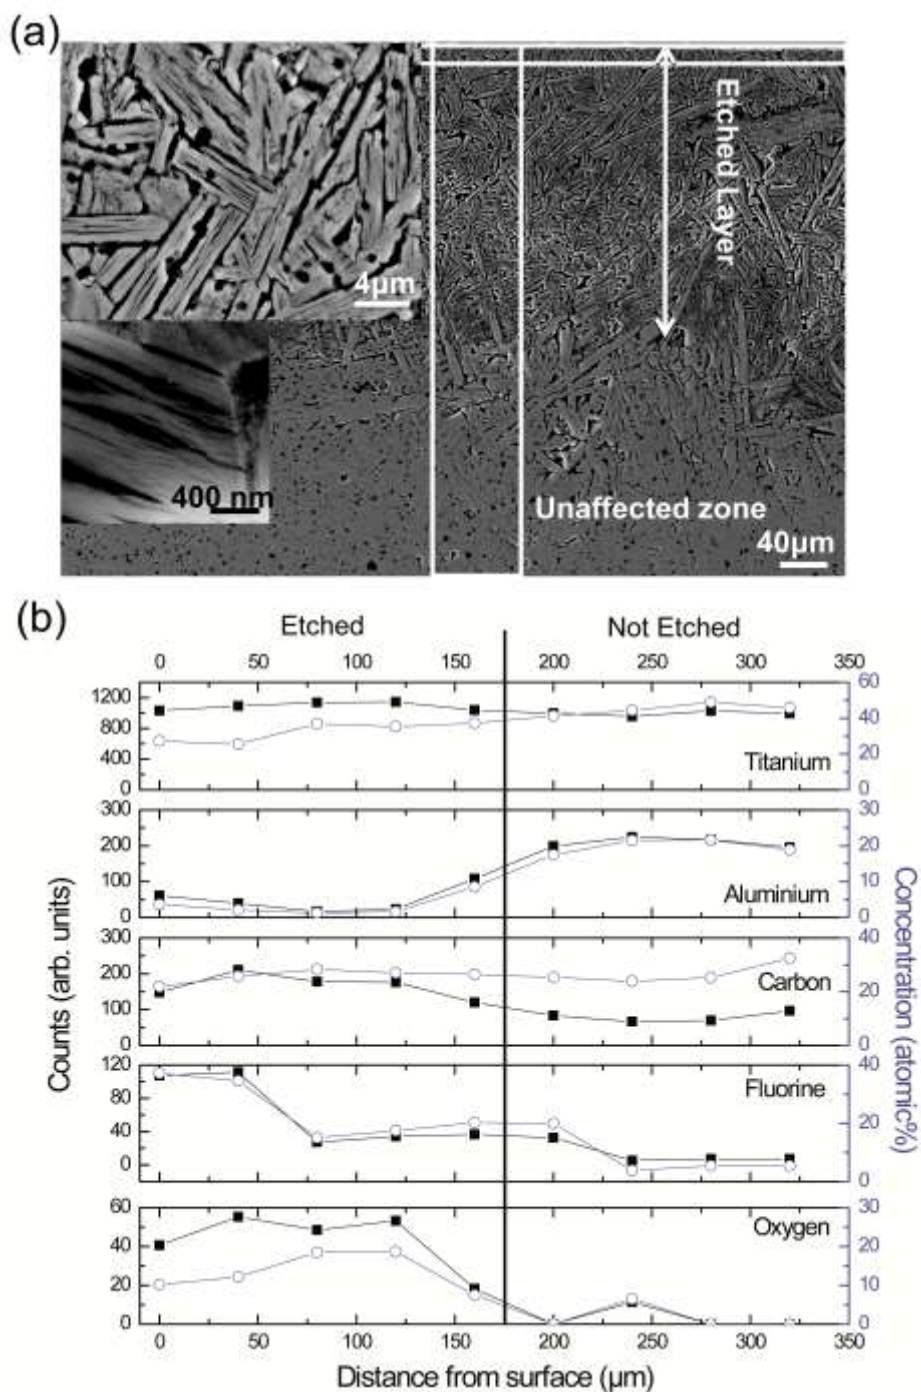 (a)
Etched Layer
4μm
400 nm
Unaffected zone
40μm
(b)
Etched Not Etched
0 50 100 150 200 250 300 350
1200
800
400
0
60
40
20
0
Titanium
300
200
100
0
30
20
10
0
Aluminium
300
200
100
0
40
20
0
Carbon
120
80
40
0
40
20
0
Fluorine
60
40
20
0
30
20
10
0
Oxygen
Counts (arb. units)
Concentration (atomic%)
0 50 100 150 200 250 300 350
Distance from surface (μm)